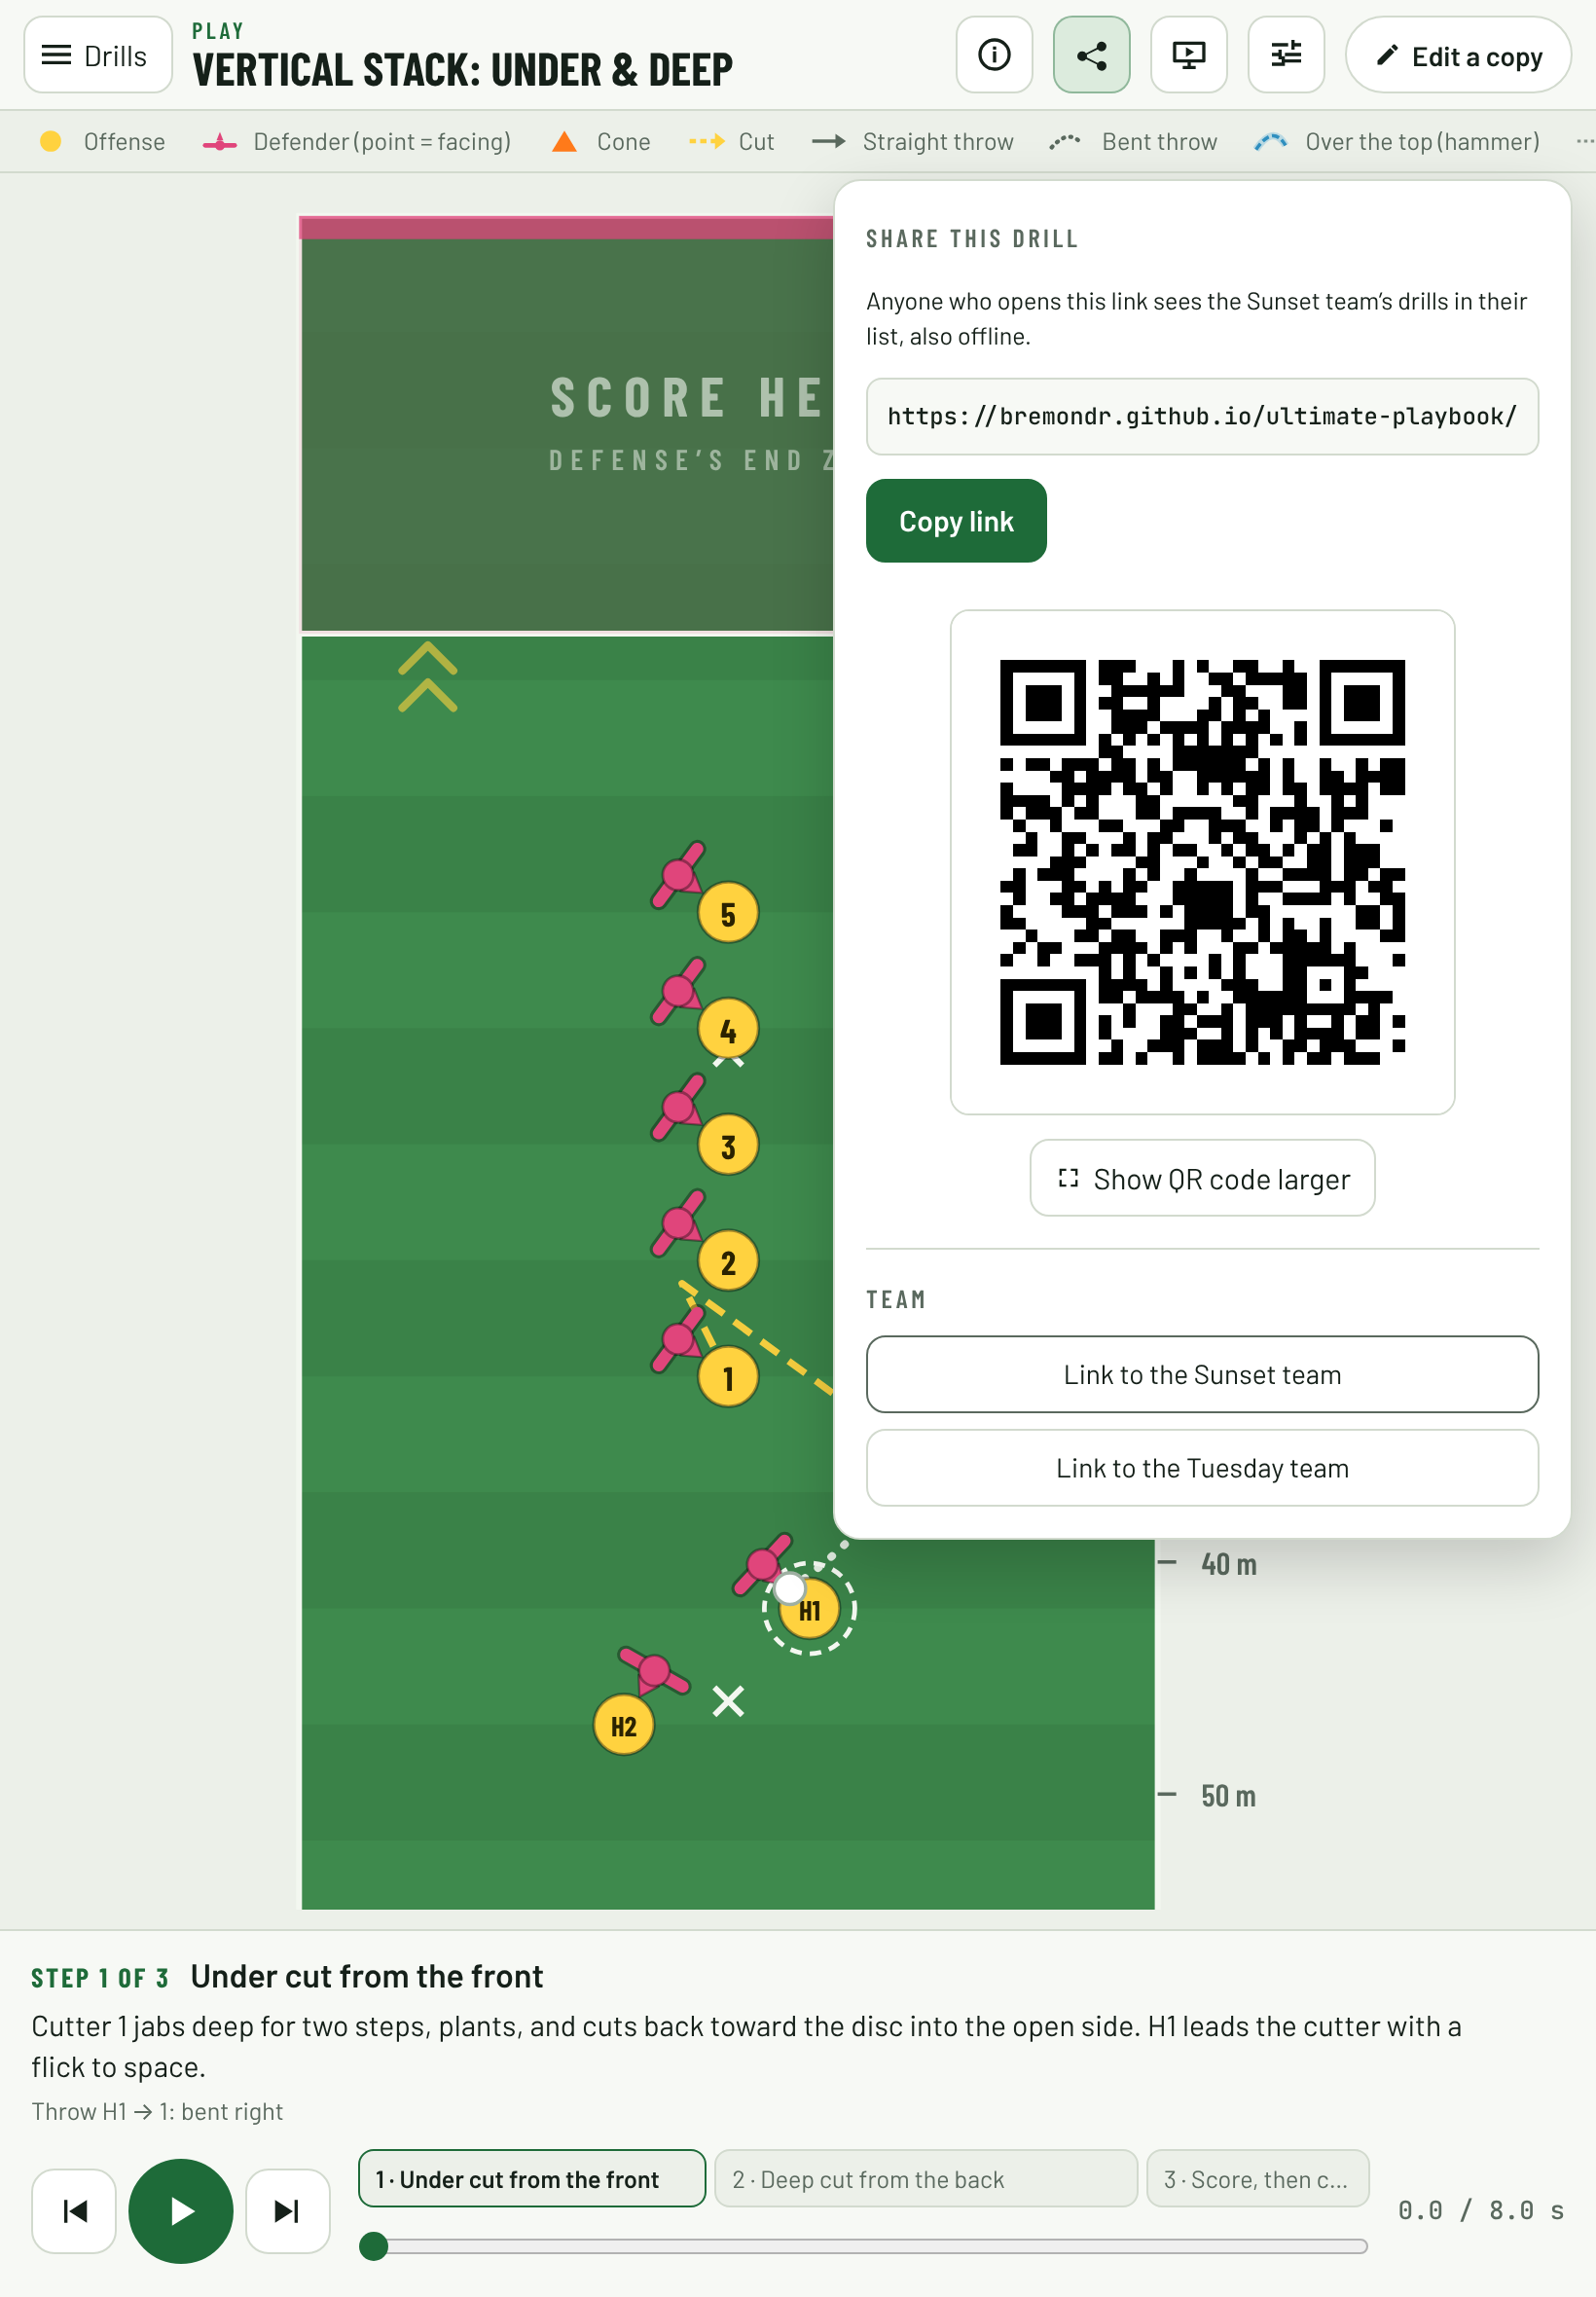 Drills
PLAY
VERTICAL STACK: UNDER & DEEP
Edit a copy
Offense
Defender (point = facing)
Cone
Cut
Straight throw
Bent throw
Over the top (hammer)
SCORE HE
DEFENSE’S END
SHARE THIS DRILL
Anyone who opens this link sees the Sunset team’s drills in their
list, also offline.
https://bremondr.github.io/ultimate-playbook/
Copy link
Show QR code larger
TEAM
Link to the Sunset team
Link to the Tuesday team
5
4
3
2
1
H1
H2
40 m
50 m
STEP 1 OF 3 Under cut from the front
Cutter 1 jabs deep for two steps, plants, and cuts back toward the disc into the open side. H1 leads the cutter with a
flick to space.
Throw H1 → 1: bent right
1 · Under cut from the front
2 · Deep cut from the back
3 · Score, then c...
0.0 / 8.0 s